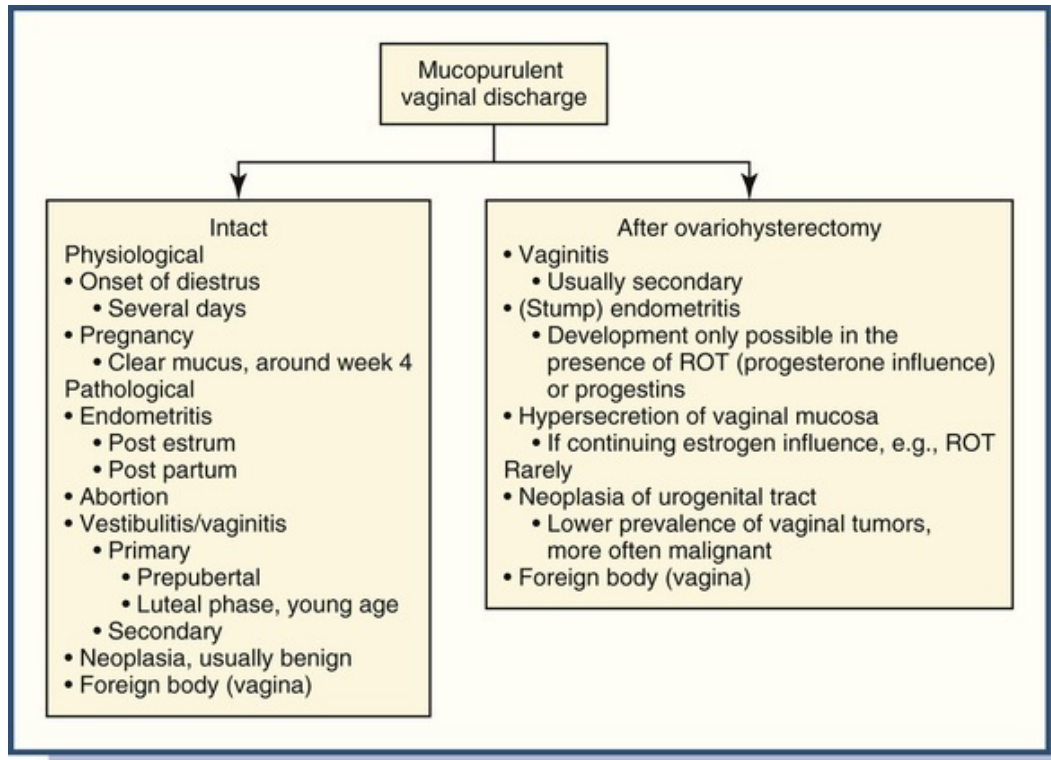 Mucopurulent
vaginal discharge
Intact
Physiological
• Onset of diestrus
• Several days
• Pregnancy
• Clear mucus, around week 4
Pathological
• Endometritis
• Post estrum
• Post partum
• Abortion
• Vestibulitis/vaginitis
• Primary
• Prepubertal
• Luteal phase, young age
• Secondary
• Neoplasia, usually benign
• Foreign body (vagina)
After ovariohysterectomy
• Vaginitis
• Usually secondary
• (Stump) endometritis
• Development only possible in the
presence of ROT (progesterone influence)
or progestins
• Hypersecretion of vaginal mucosa
• If continuing estrogen influence, e.g., ROT
Rarely
• Neoplasia of urogenital tract
• Lower prevalence of vaginal tumors,
more often malignant
• Foreign body (vagina)